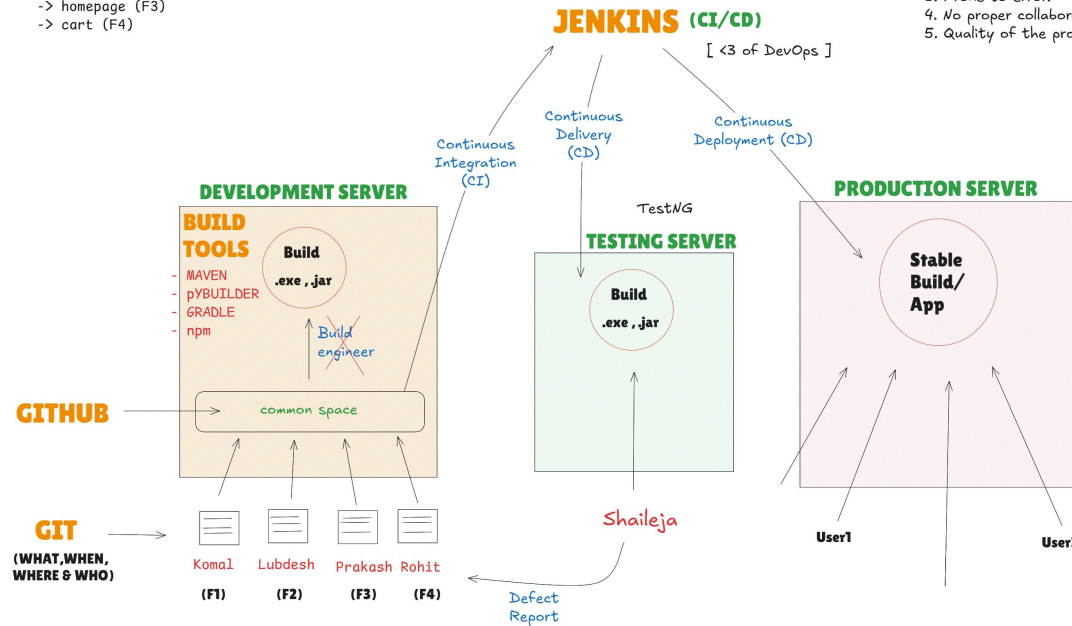 -> homepage (F3)
-> cart (F4)
JENKINS (CI/CD)
[ <3 of DevOps ]
4. No proper
5. Quality of the
Continuous
Integration
(CI)
Continuous
Delivery
(CD)
Continuous
Deployment (CD)
DEVELOPMENT SERVER
BUILD
TOOLS
- MAVEN
- pYBUILDER
- GRADLE
- npm
Build
.exe , .jar
Build
engineer
common space
GITHUB
GIT
(WHAT,WHEN,
WHERE & WHO)
Komal
Lubdesh
Prakash
Rohit
(F1)
(F2)
(F3)
(F4)
TestNG
TESTING SERVER
Build
.exe , .jar
Shaileja
Defect
Report
PRODUCTION SERVER
Stable
Build/
App
User1